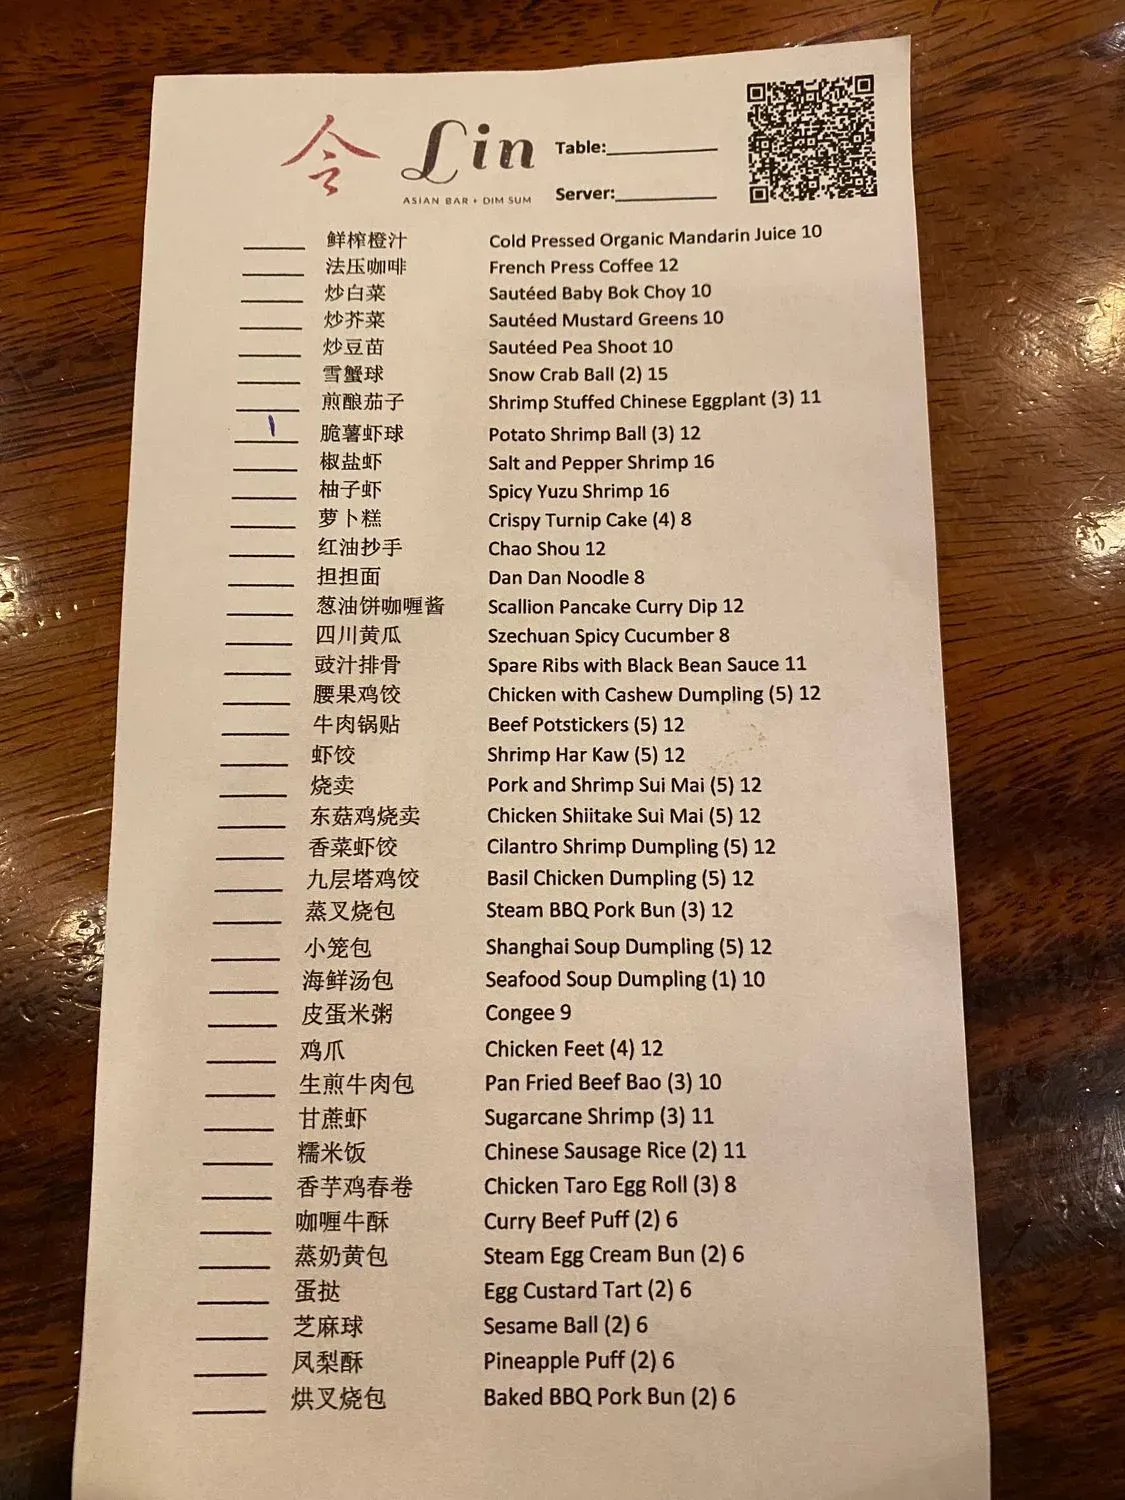 令 Lin
ASIAN BAR + DIM SUM
Table:
Server:
鲜榨橙汁 Cold Pressed Organic Mandarin Juice 10
法压咖啡 French Press Coffee 12
炒白菜 Sautéed Baby Bok Choy 10
炒芥菜 Sautéed Mustard Greens 10
炒豆苗 Sautéed Pea Shoot 10
雪蟹球 Snow Crab Ball (2) 15
煎酿茄子 Shrimp Stuffed Chinese Eggplant (3) 11
1 脆薯虾球 Potato Shrimp Ball (3) 12
椒盐虾 Salt and Pepper Shrimp 16
柚子虾 Spicy Yuzu Shrimp 16
萝卜糕 Crispy Turnip Cake (4) 8
红油抄手 Chao Shou 12
担担面 Dan Dan Noodle 8
葱油饼咖喱酱 Scallion Pancake Curry Dip 12
四川黄瓜 Szechuan Spicy Cucumber 8
豉汁排骨 Spare Ribs with Black Bean Sauce 11
腰果鸡饺 Chicken with Cashew Dumpling (5) 12
牛肉锅贴 Beef Potstickers (5) 12
虾饺 Shrimp Har Kaw (5) 12
烧卖 Pork and Shrimp Sui Mai (5) 12
东菇鸡烧卖 Chicken Shiitake Sui Mai (5) 12
香菜虾饺 Cilantro Shrimp Dumpling (5) 12
九层塔鸡饺 Basil Chicken Dumpling (5) 12
蒸叉烧包 Steam BBQ Pork Bun (3) 12
小笼包 Shanghai Soup Dumpling (5) 12
海鲜汤包 Seafood Soup Dumpling (1) 10
皮蛋米粥 Congee 9
鸡爪 Chicken Feet (4) 12
生煎牛肉包 Pan Fried Beef Bao (3) 10
甘蔗虾 Sugarcane Shrimp (3) 11
糯米饭 Chinese Sausage Rice (2) 11
香芋鸡春卷 Chicken Taro Egg Roll (3) 8
咖喱牛酥 Curry Beef Puff (2) 6
蒸奶黄包 Steam Egg Cream Bun (2) 6
蛋挞 Egg Custard Tart (2) 6
芝麻球 Sesame Ball (2) 6
凤梨酥 Pineapple Puff (2) 6
烘叉烧包 Baked BBQ Pork Bun (2) 6